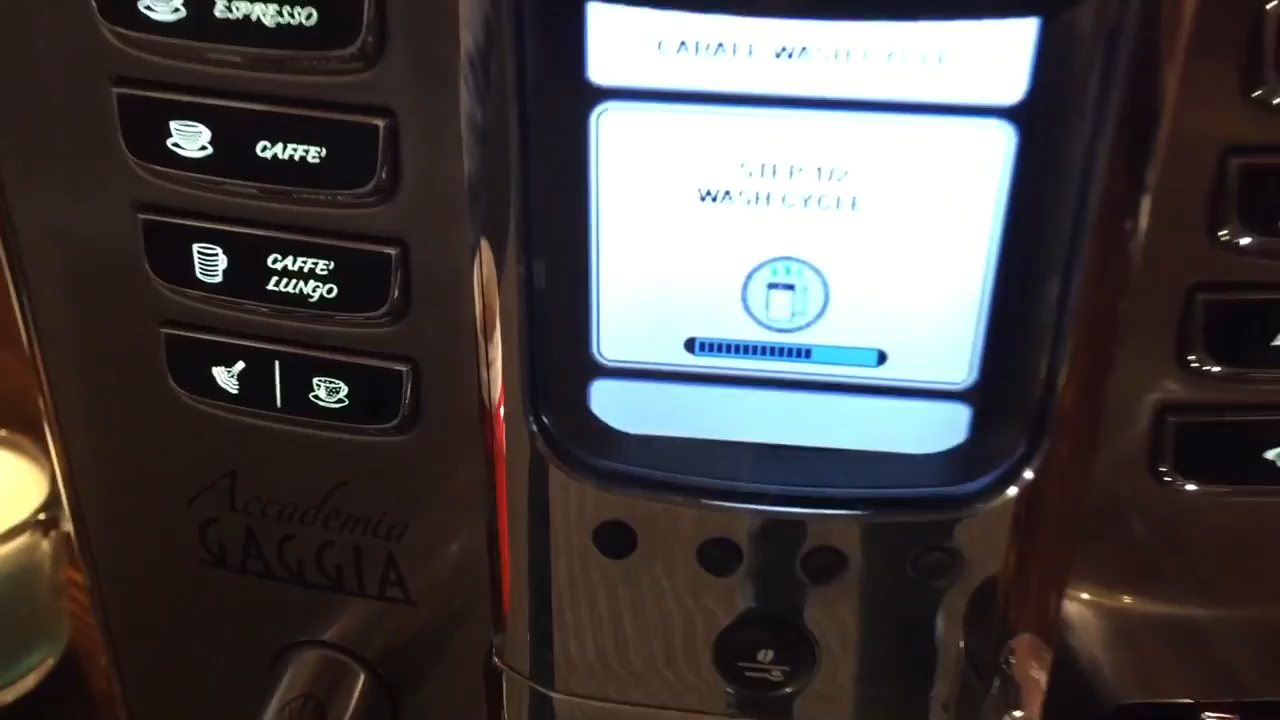 ESPRESSO
CAFFE'
CAFFE'
LUNGO
CARAFE WASH CYCLE
STEP 1/2
WASH CYCLE
Accademia
GAGGIA